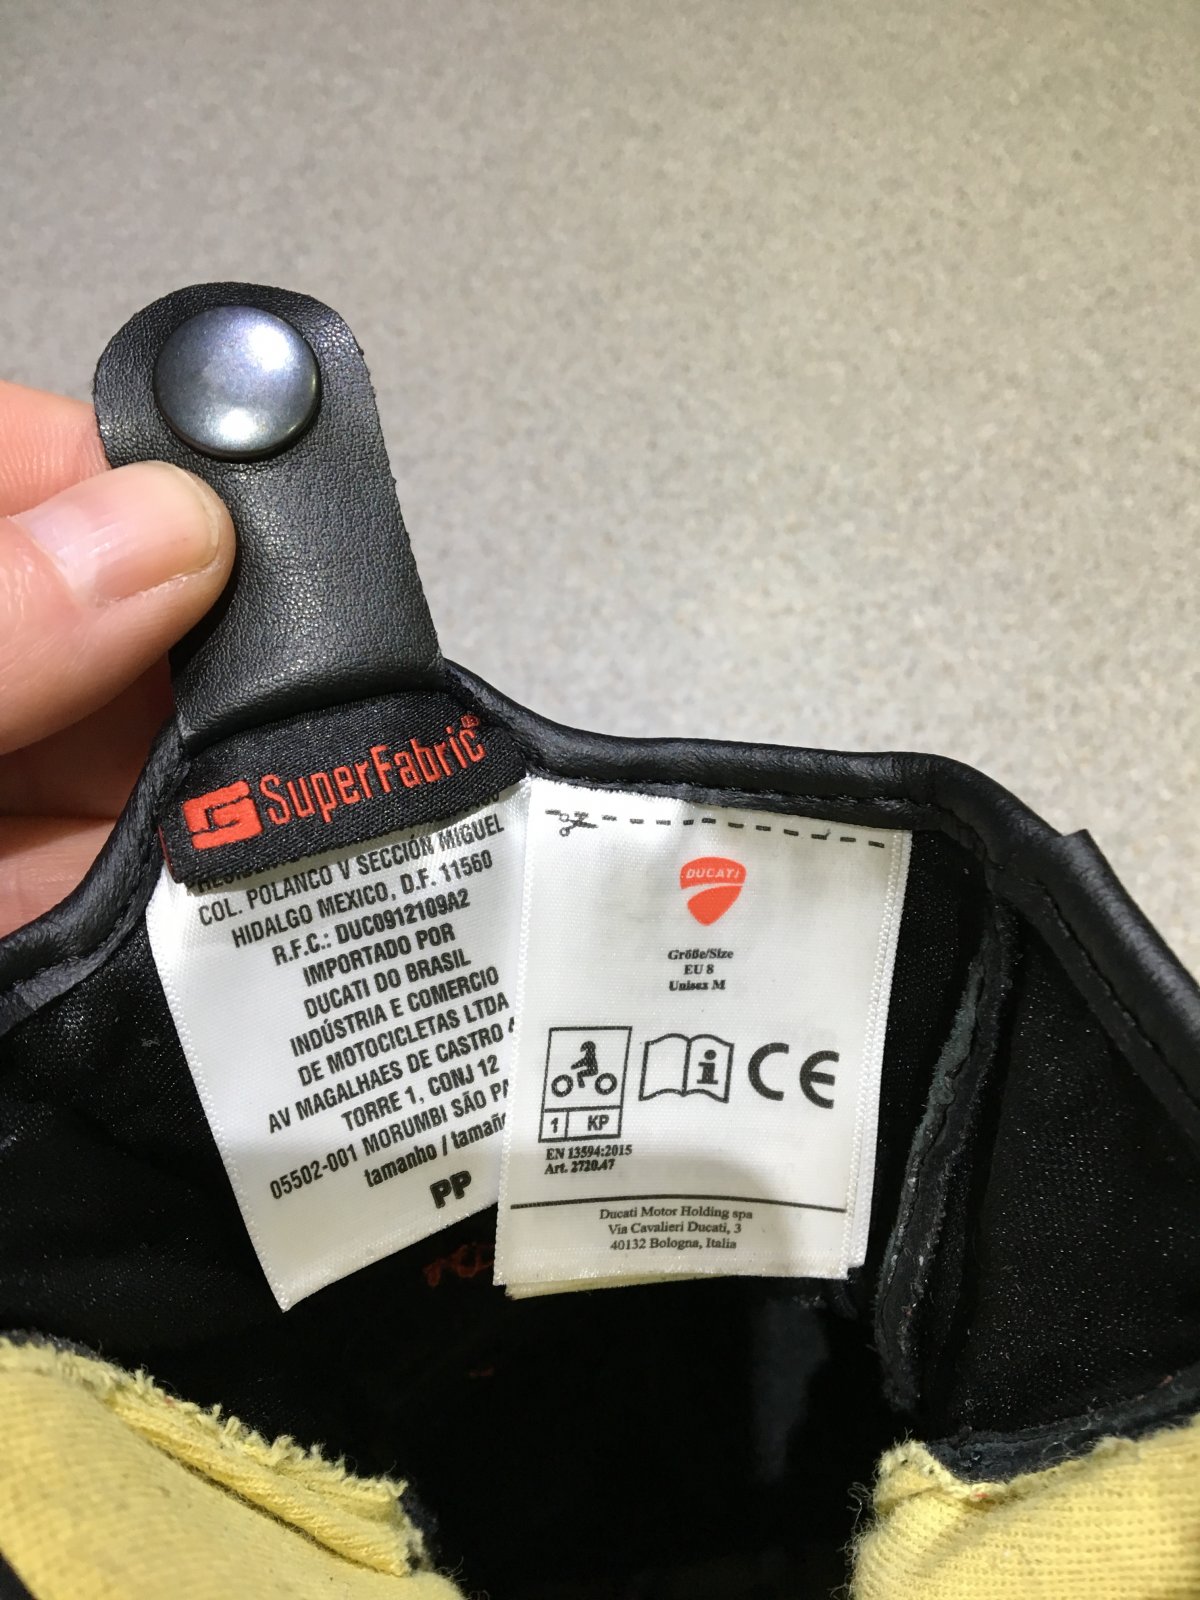 SuperFabric®
COL. POLANCO V SECCIÓN MIGUEL
HIDALGO MEXICO, D.F. 11560
R.F.C.: DUC0912109A2
IMPORTADO POR
DUCATI DO BRASIL
INDÚSTRIA E COMERCIO
DE MOTOCICLETAS LTDA
AV MAGALHAES DE CASTRO
TORRE 1, CONJ 12
05502-001 MORUMBI SÃO
tamanho /
PP
DUCATI
Größe/Size
EU 8
Unisex M
1 KP
CE
EN 13594:2015
Art. 2720.47
Ducati Motor Holding spa
Via Cavalieri Ducati, 3
40132 Bologna, Italia